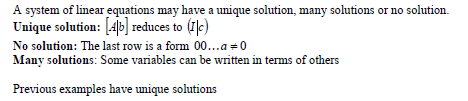 A system of linear equations may have a unique solution, many solutions or no solution.
Unique solution: [A|b] reduces to (I|c)
No solution: The last row is a form 00...a ≠ 0
Many solutions: Some variables can be written in terms of others
Previous examples have unique solutions